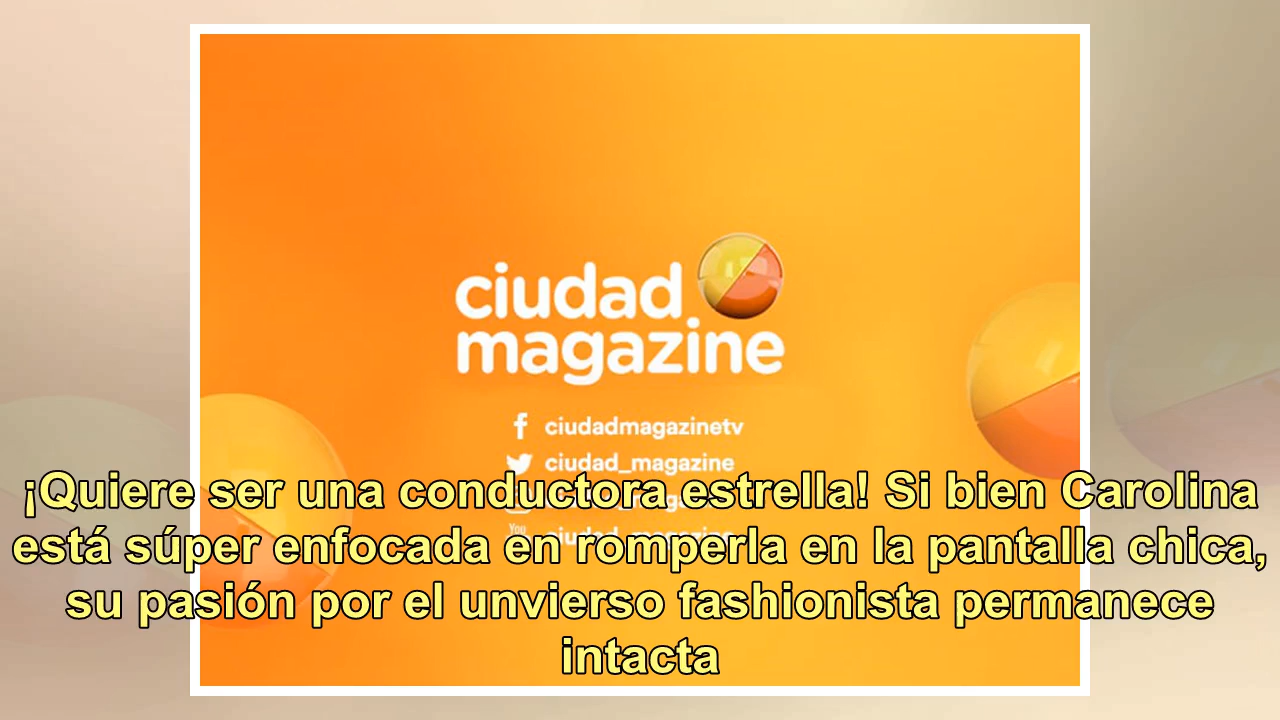 ciudad
magazine
ciudadmagazinetv
ciudad_magazine
¡Quiere ser una conductora estrella! Si bien Carolina
You
está súper enfocada en romperla en la pantalla chica,
su pasión por el unvierso fashionista permanece
intacta